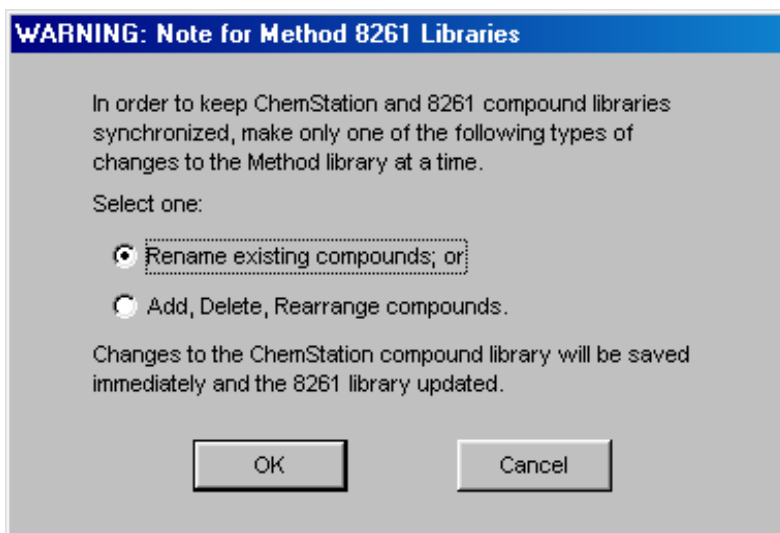 WARNING: Note for Method 8261 Libraries
In order to keep ChemStation and 8261 compound libraries
synchronized, make only one of the following types of
changes to the Method library at a time.
Select one:
Rename existing compounds; or
Add, Delete, Rearrange compounds.
Changes to the ChemStation compound library will be saved
immediately and the 8261 library updated.
OK
Cancel